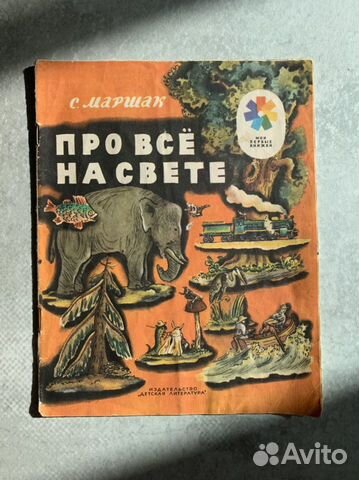 С. МАРШАК
МОИ
ПЕРВЫЕ
КНИЖКИ
ПРО ВСЁ
НА СВЕТЕ
ИЗДАТЕЛЬСТВО
„ДЕТСКАЯ ЛИТЕРАТУРА"
Avito